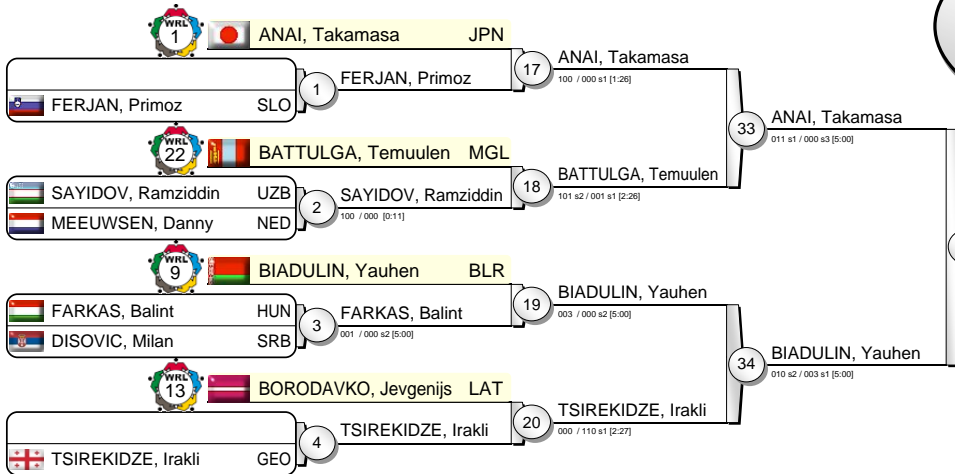 WRL
1
ANAI, Takamasa JPN
1
FERJAN, Primoz
17
ANAI, Takamasa
100 / 000 s1 [1:26]
FERJAN, Primoz SLO
33
ANAI, Takamasa
011 s1 / 000 s3 [5:00]
WRL
22
BATTULGA, Temuulen MGL
SAYIDOV, Ramziddin UZB
MEEUWSEN, Danny NED
2
SAYIDOV, Ramziddin
100 / 000 [0:11]
18
BATTULGA, Temuulen
101 s2 / 001 s1 [2:26]
WRL
9
BIADULIN, Yauhen BLR
FARKAS, Balint HUN
DISOVIC, Milan SRB
3
FARKAS, Balint
001 / 000 s2 [5:00]
19
BIADULIN, Yauhen
003 / 000 s2 [5:00]
34
BIADULIN, Yauhen
010 s2 / 003 s1 [5:00]
WRL
13
BORODAVKO, Jevgenijs LAT
4
TSIREKIDZE, Irakli
20
TSIREKIDZE, Irakli
000 / 110 s1 [2:27]
TSIREKIDZE, Irakli GEO